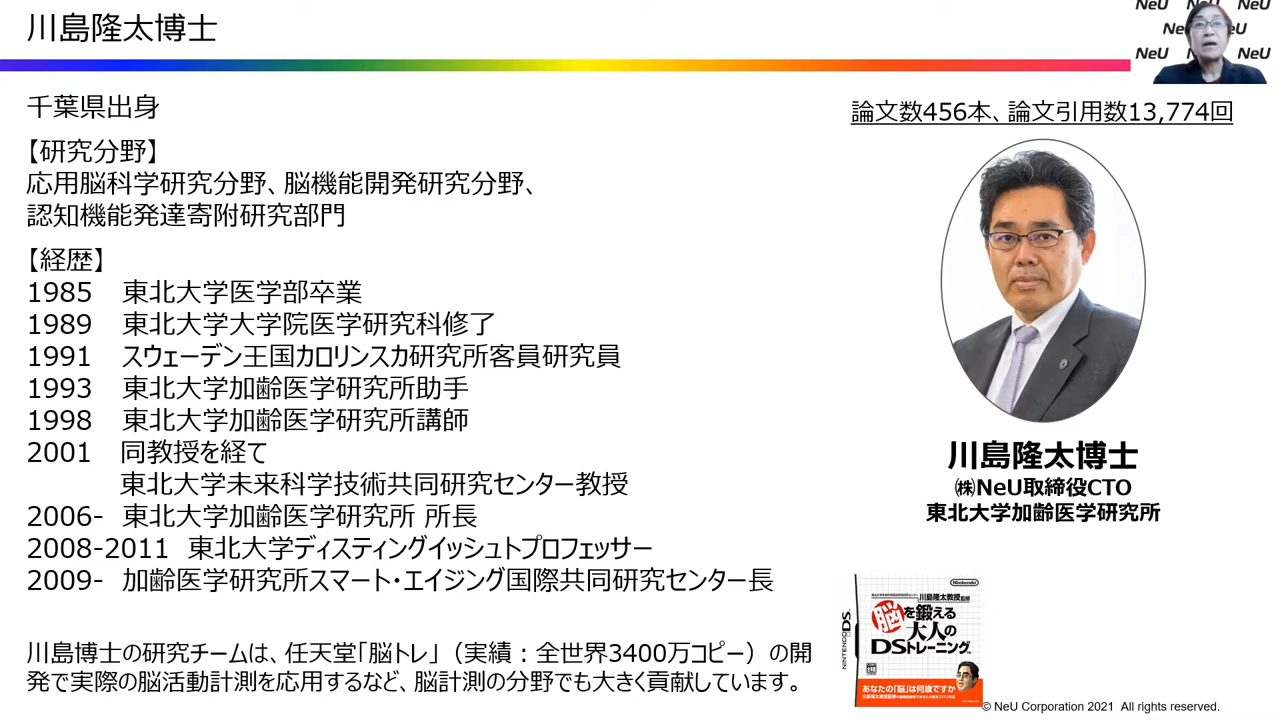 川島隆太博士
NeU NeU NeU
NeU NeU
NeU NeU NeU
千葉県出身
論文数456本、論文引用数13,774回
【研究分野】
応用脳科学研究分野、脳機能開発研究分野、
認知機能発達寄附研究部門
【経歴】
1985 東北大学医学部卒業
1989 東北大学大学院医学研究科修了
1991 スウェーデン王国カロリンスカ研究所客員研究員
1993 東北大学加齢医学研究所助手
1998 東北大学加齢医学研究所講師
2001 同教授を経て
東北大学未来科学技術共同研究センター教授
2006- 東北大学加齢医学研究所 所長
2008-2011 東北大学ディスティングイッシュトプロフェッサー
2009- 加齢医学研究所スマート・エイジング国際共同研究センター長
川島博士の研究チームは、任天堂「脳トレ」（実績：全世界3400万コピー）の開
発で実際の脳活動計測を応用するなど、脳計測の分野でも大きく貢献しています。
川島隆太博士
㈱NeU取締役CTO
東北大学加齢医学研究所
Nintendo
川島隆太教授監修
脳を鍛える
大人の
DSトレーニング
NINTENDO DS
あなたの「脳」は何歳ですか
© NeU Corporation 2021 All rights reserved.